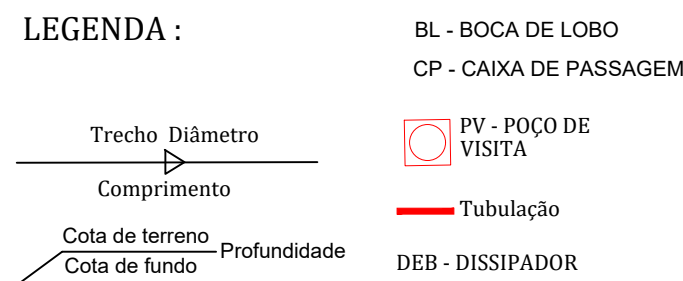 LEGENDA :
Trecho Diâmetro
Comprimento
Cota de terreno
Profundidade
Cota de fundo
BL - BOCA DE LOBO
CP - CAIXA DE PASSAGEM
PV - POÇO DE
VISITA
Tubulação
DEB - DISSIPADOR